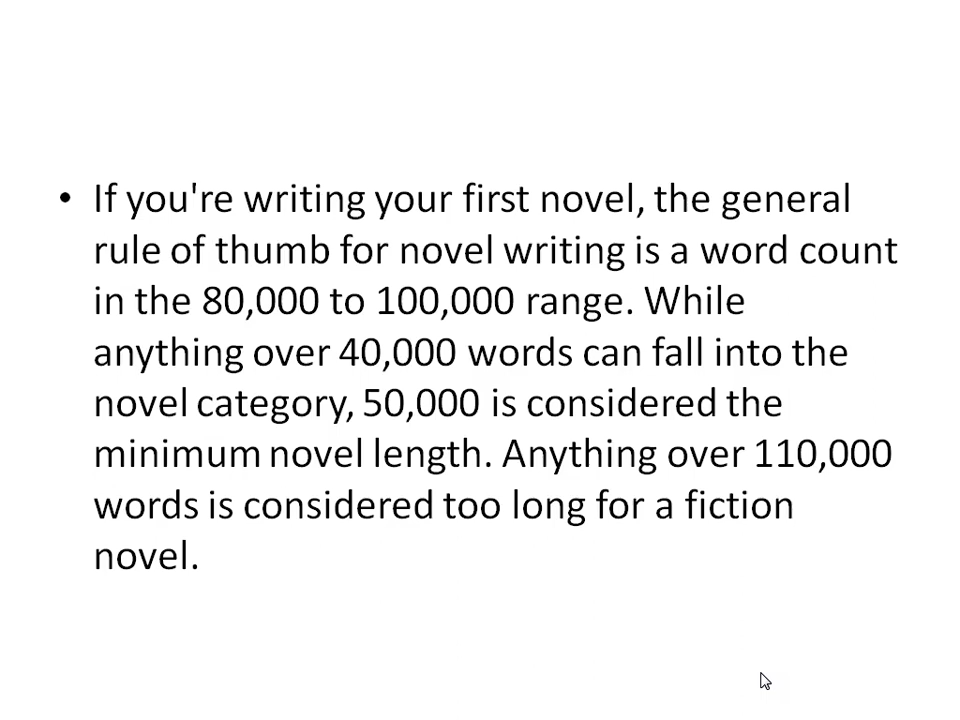 • If you're writing your first novel, the general
rule of thumb for novel writing is a word count
in the 80,000 to 100,000 range. While
anything over 40,000 words can fall into the
novel category, 50,000 is considered the
minimum novel length. Anything over 110,000
words is considered too long for a fiction
novel.